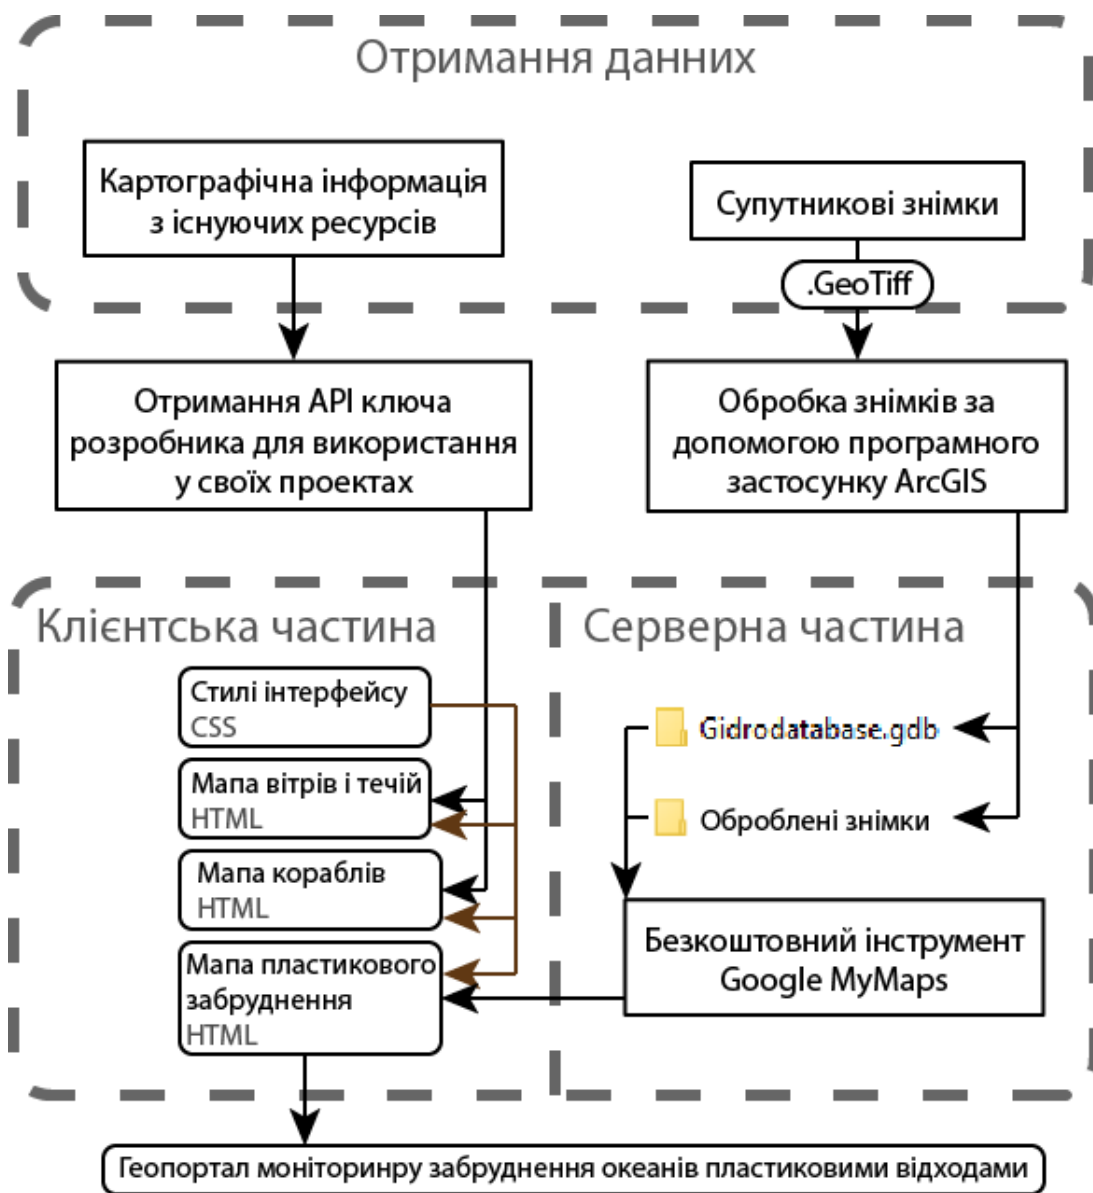 Отримання данних
Картографічна інформація
з існуючих ресурсів
Супутникові знімки
.GeoTiff
Отримання API ключа
розробника для використання
у своїх проектах
Обробка знімків за
допомогою програмного
застосунку ArcGIS
Клієнтська частина
Стилі інтерфейсу
CSS
Мапа вітрів і течій
HTML
Мапа кораблів
HTML
Мапа пластикового
забруднення
HTML
Серверна частина
Gidrodatabase.gdb
Оброблені знімки
Безкоштовний інструмент
Google MyMaps
Геопортал моніторинру забруднення океанів пластиковими відходами